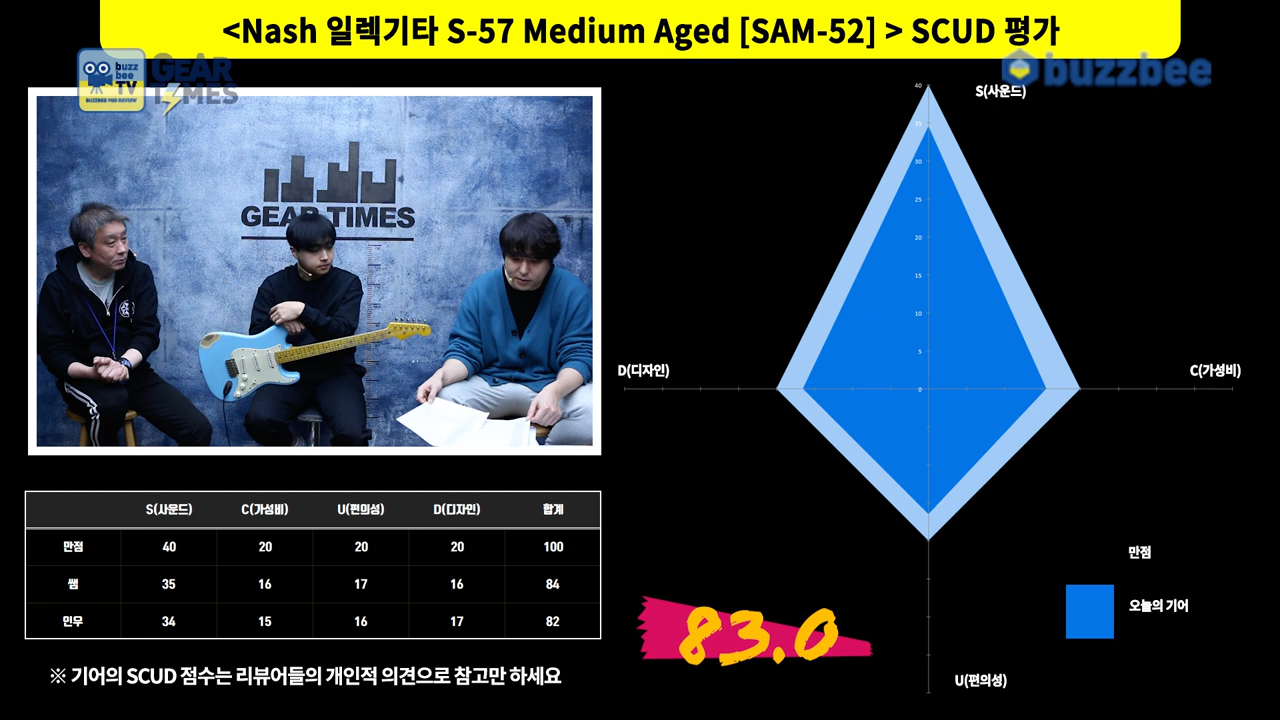 <Nash 일렉기타 S-57 Medium Aged [SAM-52] > SCUD 평가
buzz bee TV
BUZZBEE VOD REVIEW
GEAR TIMES
buzzbee
GEAR TIMES
S(사운드)
40
35
30
25
20
15
10
5
0
D(디자인)
C(가성비)
U(편의성)
S(사운드) C(가성비) U(편의성) D(디자인) 합계
만점 40 20 20 20 100
쌤 35 16 17 16 84
민우 34 15 16 17 82
만점
오늘의 기어
83.0
※ 기어의 SCUD 점수는 리뷰어들의 개인적 의견으로 참고만 하세요